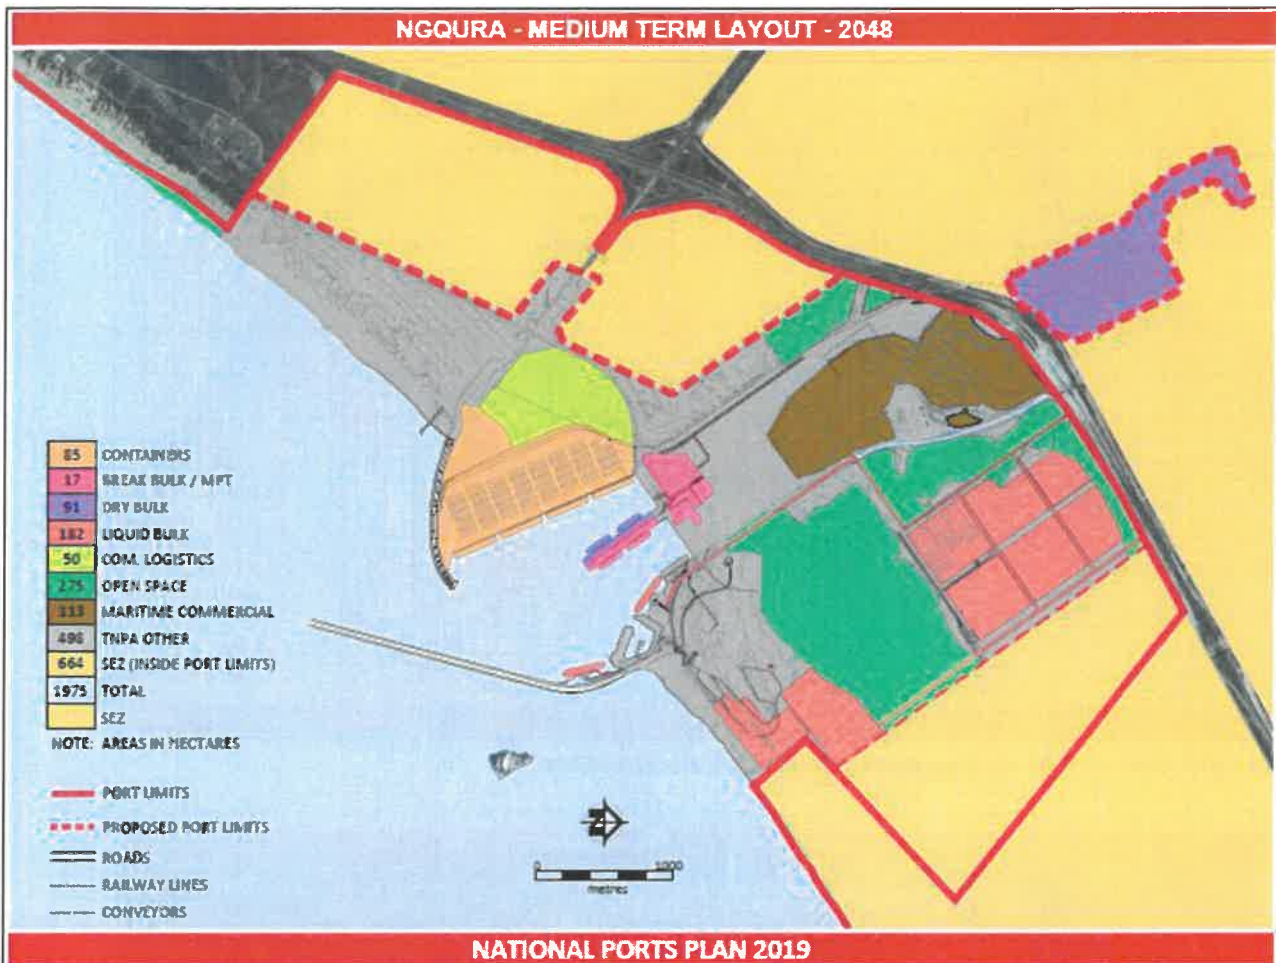 NGQURA - MEDIUM TERM LAYOUT - 2048
85 CONTAINERS
17 BREAK BULK / MPT
91 DRY BULK
182 LIQUID BULK
50 COM. LOGISTICS
275 OPEN SPACE
113 MARITIME COMMERCIAL
498 TNPA OTHER
664 SEZ (INSIDE PORT LIMITS)
1975 TOTAL
SEZ
NOTE: AREAS IN HECTARES
PORT LIMITS
PROPOSED PORT LIMITS
ROADS
RAILWAY LINES
CONVEYORS
N
0 1000
metres
NATIONAL PORTS PLAN 2019